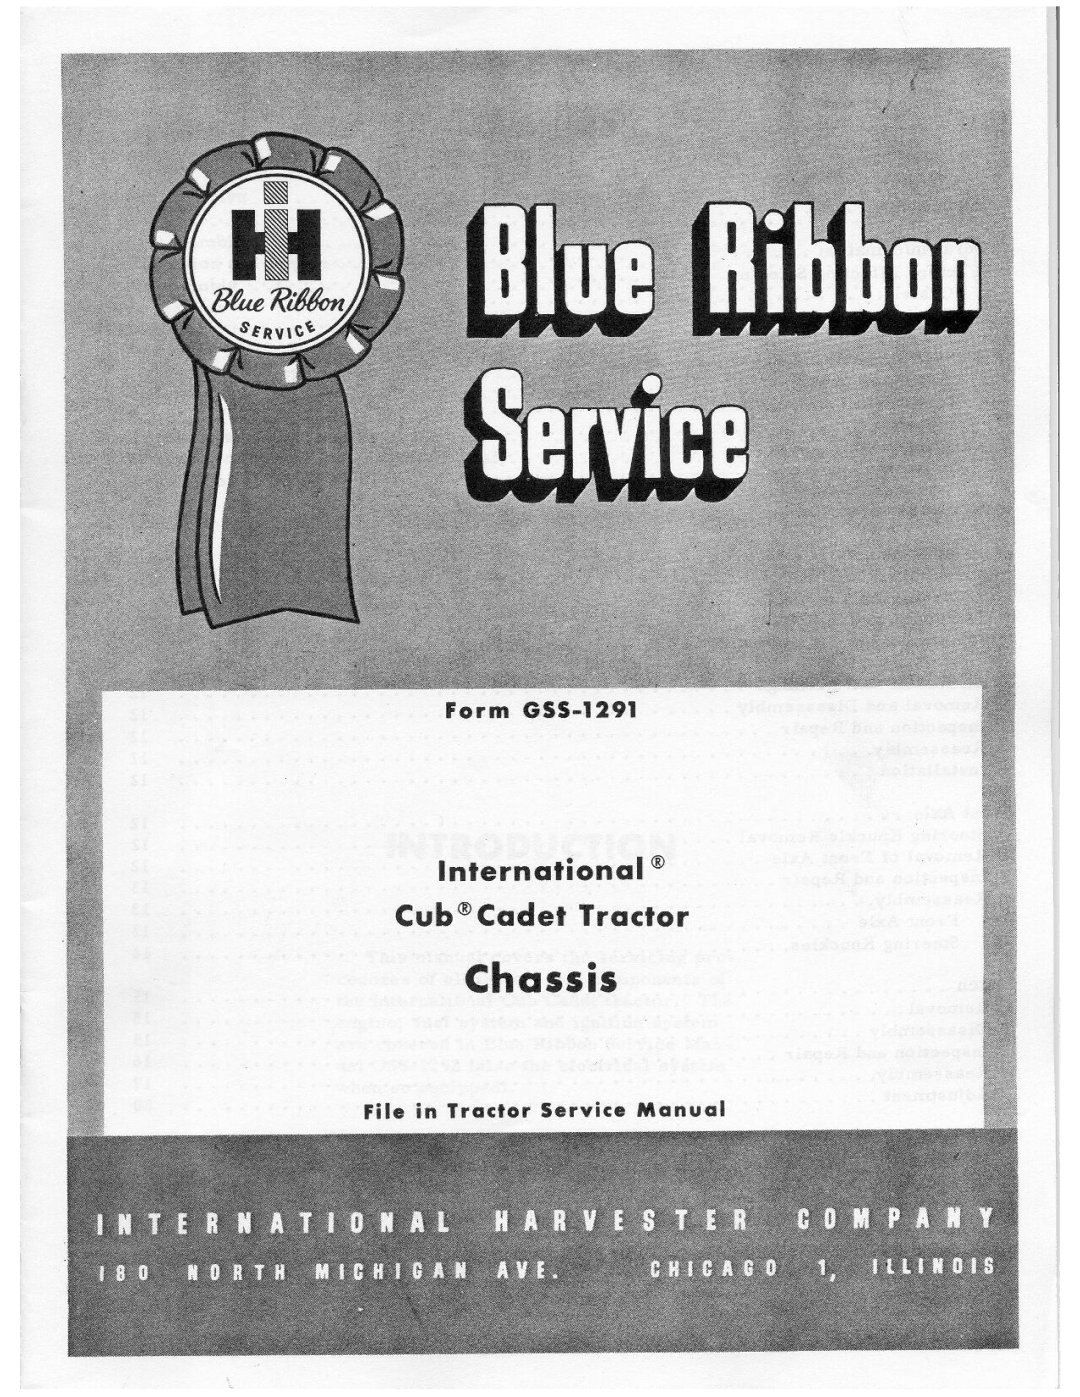 IH
Blue Ribbon
SERVICE
Blue Ribbon
Service
Form GSS-1291
International®
Cub® Cadet Tractor
Chassis
File in Tractor Service Manual
INTERNATIONAL HARVESTER COMPANY
180 NORTH MICHIGAN AVE. CHICAGO 1, ILLINOIS